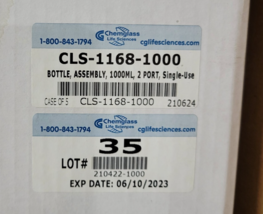 Chemglass
Life Sciences
1-800-843-1794
cglifesciences.com
CLS-1168-1000
BOTTLE, ASSEMBLY, 1000ML, 2 PORT, Single-Use
CASE OF 5 CLS-1168-1000 210624
Chemglass
Life Sciences
1-800-843-1794
cglifesciences.com
35
LOT#
210422-1000
EXP DATE: 06/10/2023